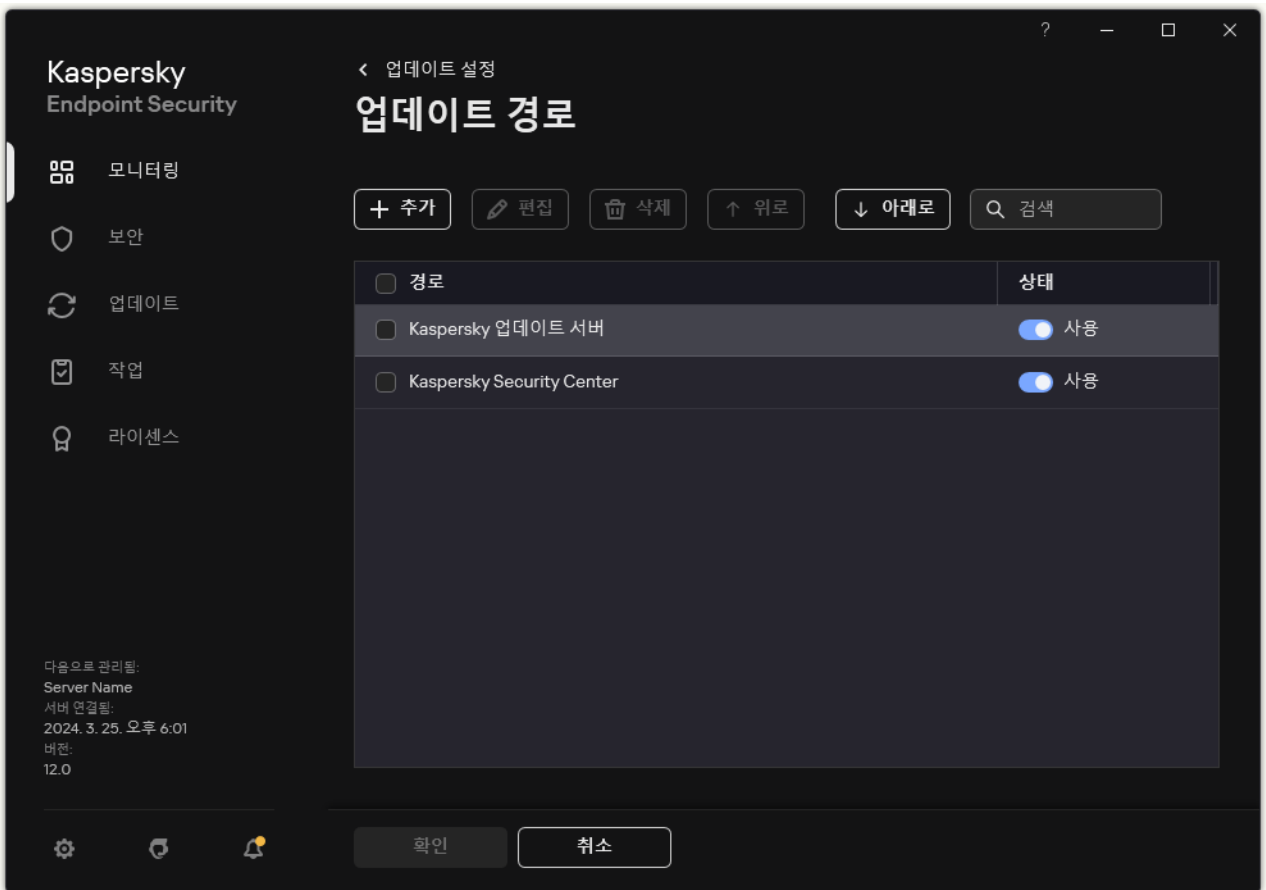 ?
Kaspersky
Endpoint Security
모니터링
보안
업데이트
작업
라이센스
다음으로 관리됨:
Server Name
서버 연결됨:
2024. 3. 25. 오후 6:01
버전:
12.0
업데이트 설정
업데이트 경로
추가 편집 삭제 위로 아래로 검색
경로 상태
Kaspersky 업데이트 서버 사용
Kaspersky Security Center 사용
확인 취소